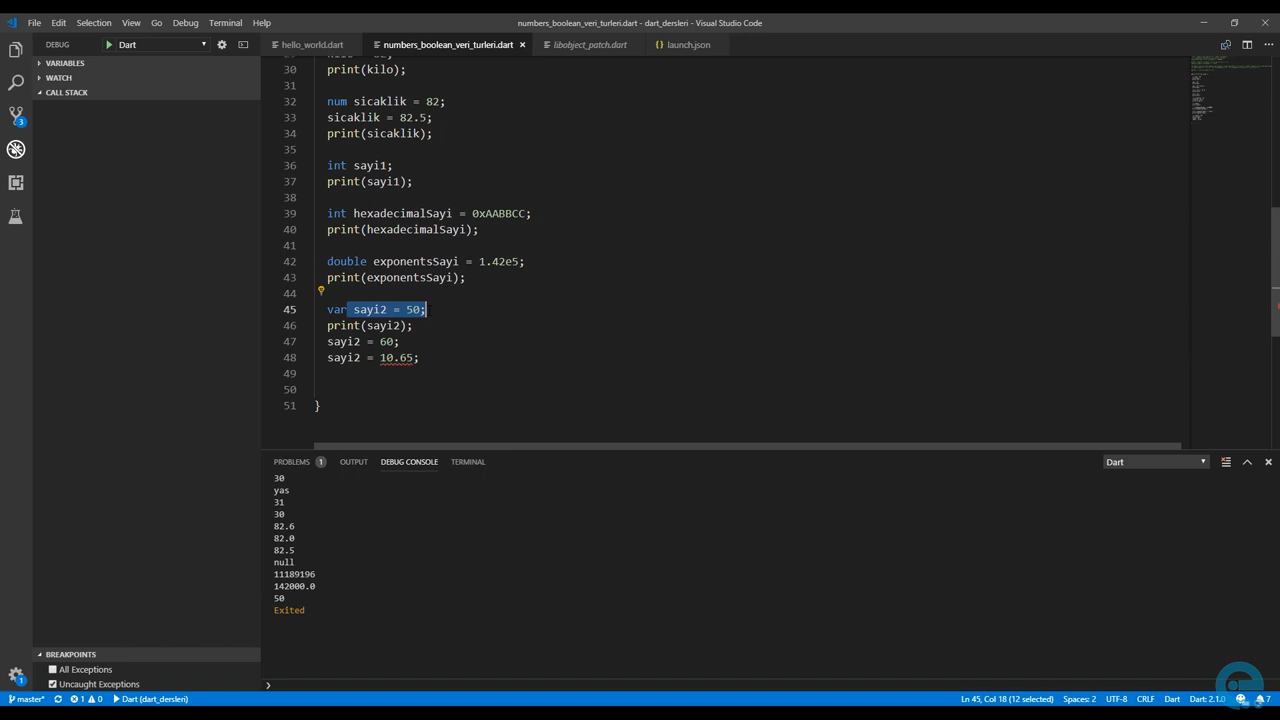 File Edit Selection View Go Debug Terminal Help
numbers_boolean_veri_turleri.dart - dart_dersleri - Visual Studio Code
DEBUG Dart
hello_world.dart numbers_boolean_veri_turleri.dart libobject_patch.dart launch.json
VARIABLES
WATCH
CALL STACK
3
30 print(kilo);
31
32 num sicaklik = 82;
33 sicaklik = 82.5;
34 print(sicaklik);
35
36 int sayi1;
37 print(sayi1);
38
39 int hexadecimalSayi = 0xAABBCC;
40 print(hexadecimalSayi);
41
42 double exponentsSayi = 1.42e5;
43 print(exponentsSayi);
44
45 var sayi2 = 50;
46 print(sayi2);
47 sayi2 = 60;
48 sayi2 = 10.65;
49
50
51 }
PROBLEMS 1 OUTPUT DEBUG CONSOLE TERMINAL Dart
30
yas
31
30
82.6
82.0
82.5
null
11189196
142000.0
50
Exited
BREAKPOINTS
All Exceptions
Uncaught Exceptions
1
master* 1 0 Dart (dart_dersleri) Ln 45, Col 18 (12 selected) Spaces: 2 UTF-8 CRLF Dart Dart: 2.1.0 7